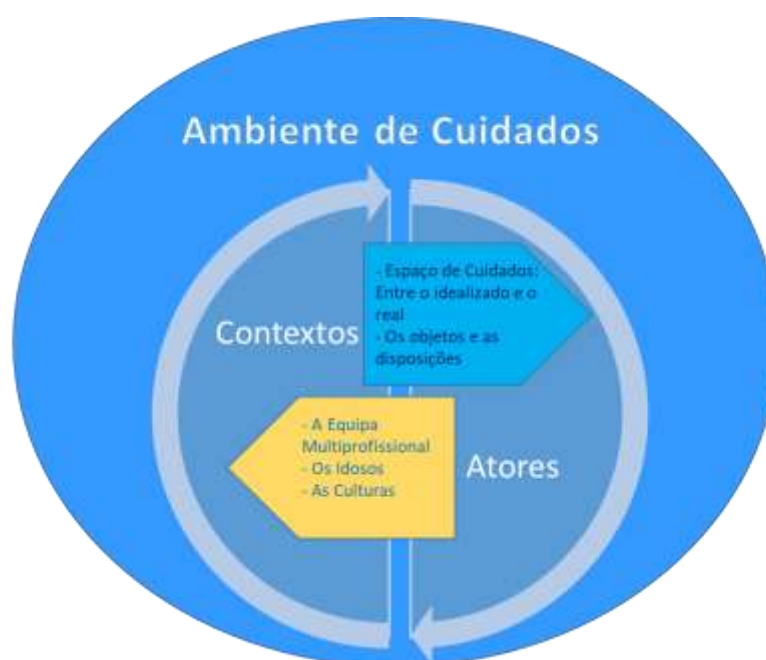 Ambiente de Cuidados
Contextos
- Espaço de Cuidados:
Entre o idealizado e o
real
- Os objetos e as
disposições
- A Equipa
Multiprofissional
- Os Idosos
- As Culturas
Atores